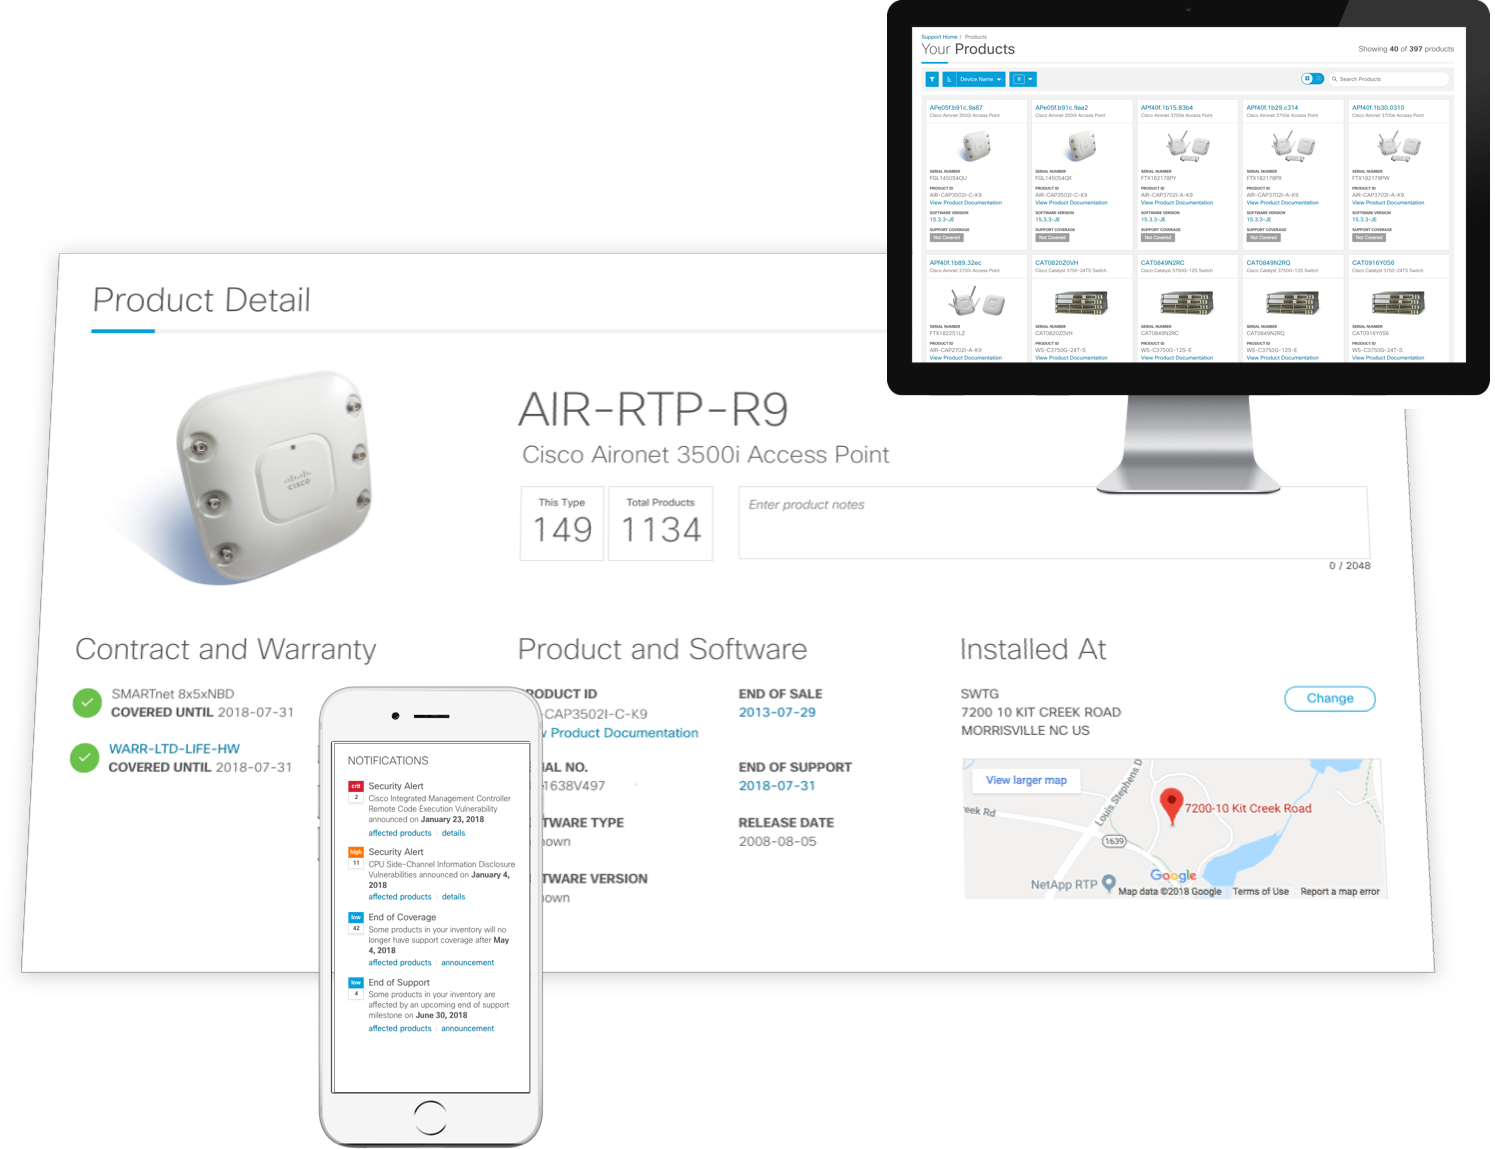 Support Home / Products
Your Products
Showing 40 of 397 products
Device Name
Search Products
APe05f.b91c.9a87
Cisco Aironet 3500i Access Point
SERIAL NUMBER
FGL1450S4QU
PRODUCT ID
AIR-CAP3502I-C-K9
View Product Documentation
SOFTWARE VERSION
15.3.3-JE
SUPPORT COVERAGE
Not Covered
APe05f.b91c.9aa2
Cisco Aironet 3500i Access Point
SERIAL NUMBER
FGL1450S4QX
PRODUCT ID
AIR-CAP3502I-C-K9
View Product Documentation
SOFTWARE VERSION
15.3.3-JE
SUPPORT COVERAGE
Not Covered
APf40f.1b15.83b4
Cisco Aironet 3700e Access Point
SERIAL NUMBER
FTX182178PY
PRODUCT ID
AIR-CAP3702I-A-K9
View Product Documentation
SOFTWARE VERSION
15.3.3-JE
SUPPORT COVERAGE
Not Covered
APf40f.1b29.c314
Cisco Aironet 3700e Access Point
SERIAL NUMBER
FTX182178PX
PRODUCT ID
AIR-CAP3702I-A-K9
View Product Documentation
SOFTWARE VERSION
15.3.3-JE
SUPPORT COVERAGE
Not Covered
APf40f.1b30.0310
Cisco Aironet 3700e Access Point
SERIAL NUMBER
FTX182178PW
PRODUCT ID
AIR-CAP3702I-A-K9
View Product Documentation
SOFTWARE VERSION
15.3.3-JE
SUPPORT COVERAGE
Not Covered
APf40f.1b89.32ec
Cisco Aironet 2700i Access Point
SERIAL NUMBER
FTX1822S1LZ
PRODUCT ID
AIR-CAP2702I-A-K9
View Product Documentation
CAT0820Z0VH
Cisco Catalyst 3750-24TS Switch
SERIAL NUMBER
CAT0820Z0VH
PRODUCT ID
WS-C3750G-24T-S
View Product Documentation
CAT0849N2RC
Cisco Catalyst 3750G-12S Switch
SERIAL NUMBER
CAT0849N2RC
PRODUCT ID
WS-C3750G-12S-E
View Product Documentation
CAT0849N2RQ
Cisco Catalyst 3750G-12S Switch
SERIAL NUMBER
CAT0849N2RQ
PRODUCT ID
WS-C3750G-12S-E
View Product Documentation
CAT0916Y0S6
Cisco Catalyst 3750-24TS Switch
SERIAL NUMBER
CAT0916Y0S6
PRODUCT ID
WS-C3750G-24T-S
View Product Documentation
Product Detail
CISCO
AIR-RTP-R9
Cisco Aironet 3500i Access Point
This Type
149
Total Products
1134
Enter product notes
0 / 2048
Contract and Warranty
SMARTnet 8x5xNBD
COVERED UNTIL 2018-07-31
WARR-LTD-LIFE-HW
COVERED UNTIL 2018-07-31
Product and Software
RODUCT ID
-CAP3502I-C-K9
Product Documentation
IAL NO.
1638V497
TWARE TYPE
own
TWARE VERSION
own
END OF SALE
2013-07-29
END OF SUPPORT
2018-07-31
RELEASE DATE
2008-08-05
Installed At
SWTG
7200 10 KIT CREEK ROAD
MORRISVILLE NC US
Change
View larger map
eek Rd
Louis Stephens D
7200-10 Kit Creek Road
1639
NetApp RTP
Google
Map data ©2018 Google Terms of Use Report a map error
NOTIFICATIONS
crit
2
Security Alert
Cisco Integrated Management Controller
Remote Code Execution Vulnerability
announced on January 23, 2018
affected products | details
high
11
Security Alert
CPU Side-Channel Information Disclosure
Vulnerabilities announced on January 4,
2018
affected products | details
low
42
End of Coverage
Some products in your inventory will no
longer have support coverage after May
4, 2018
affected products | announcement
low
4
End of Support
Some products in your inventory are
affected by an upcoming end of support
milestone on June 30, 2018
affected products | announcement